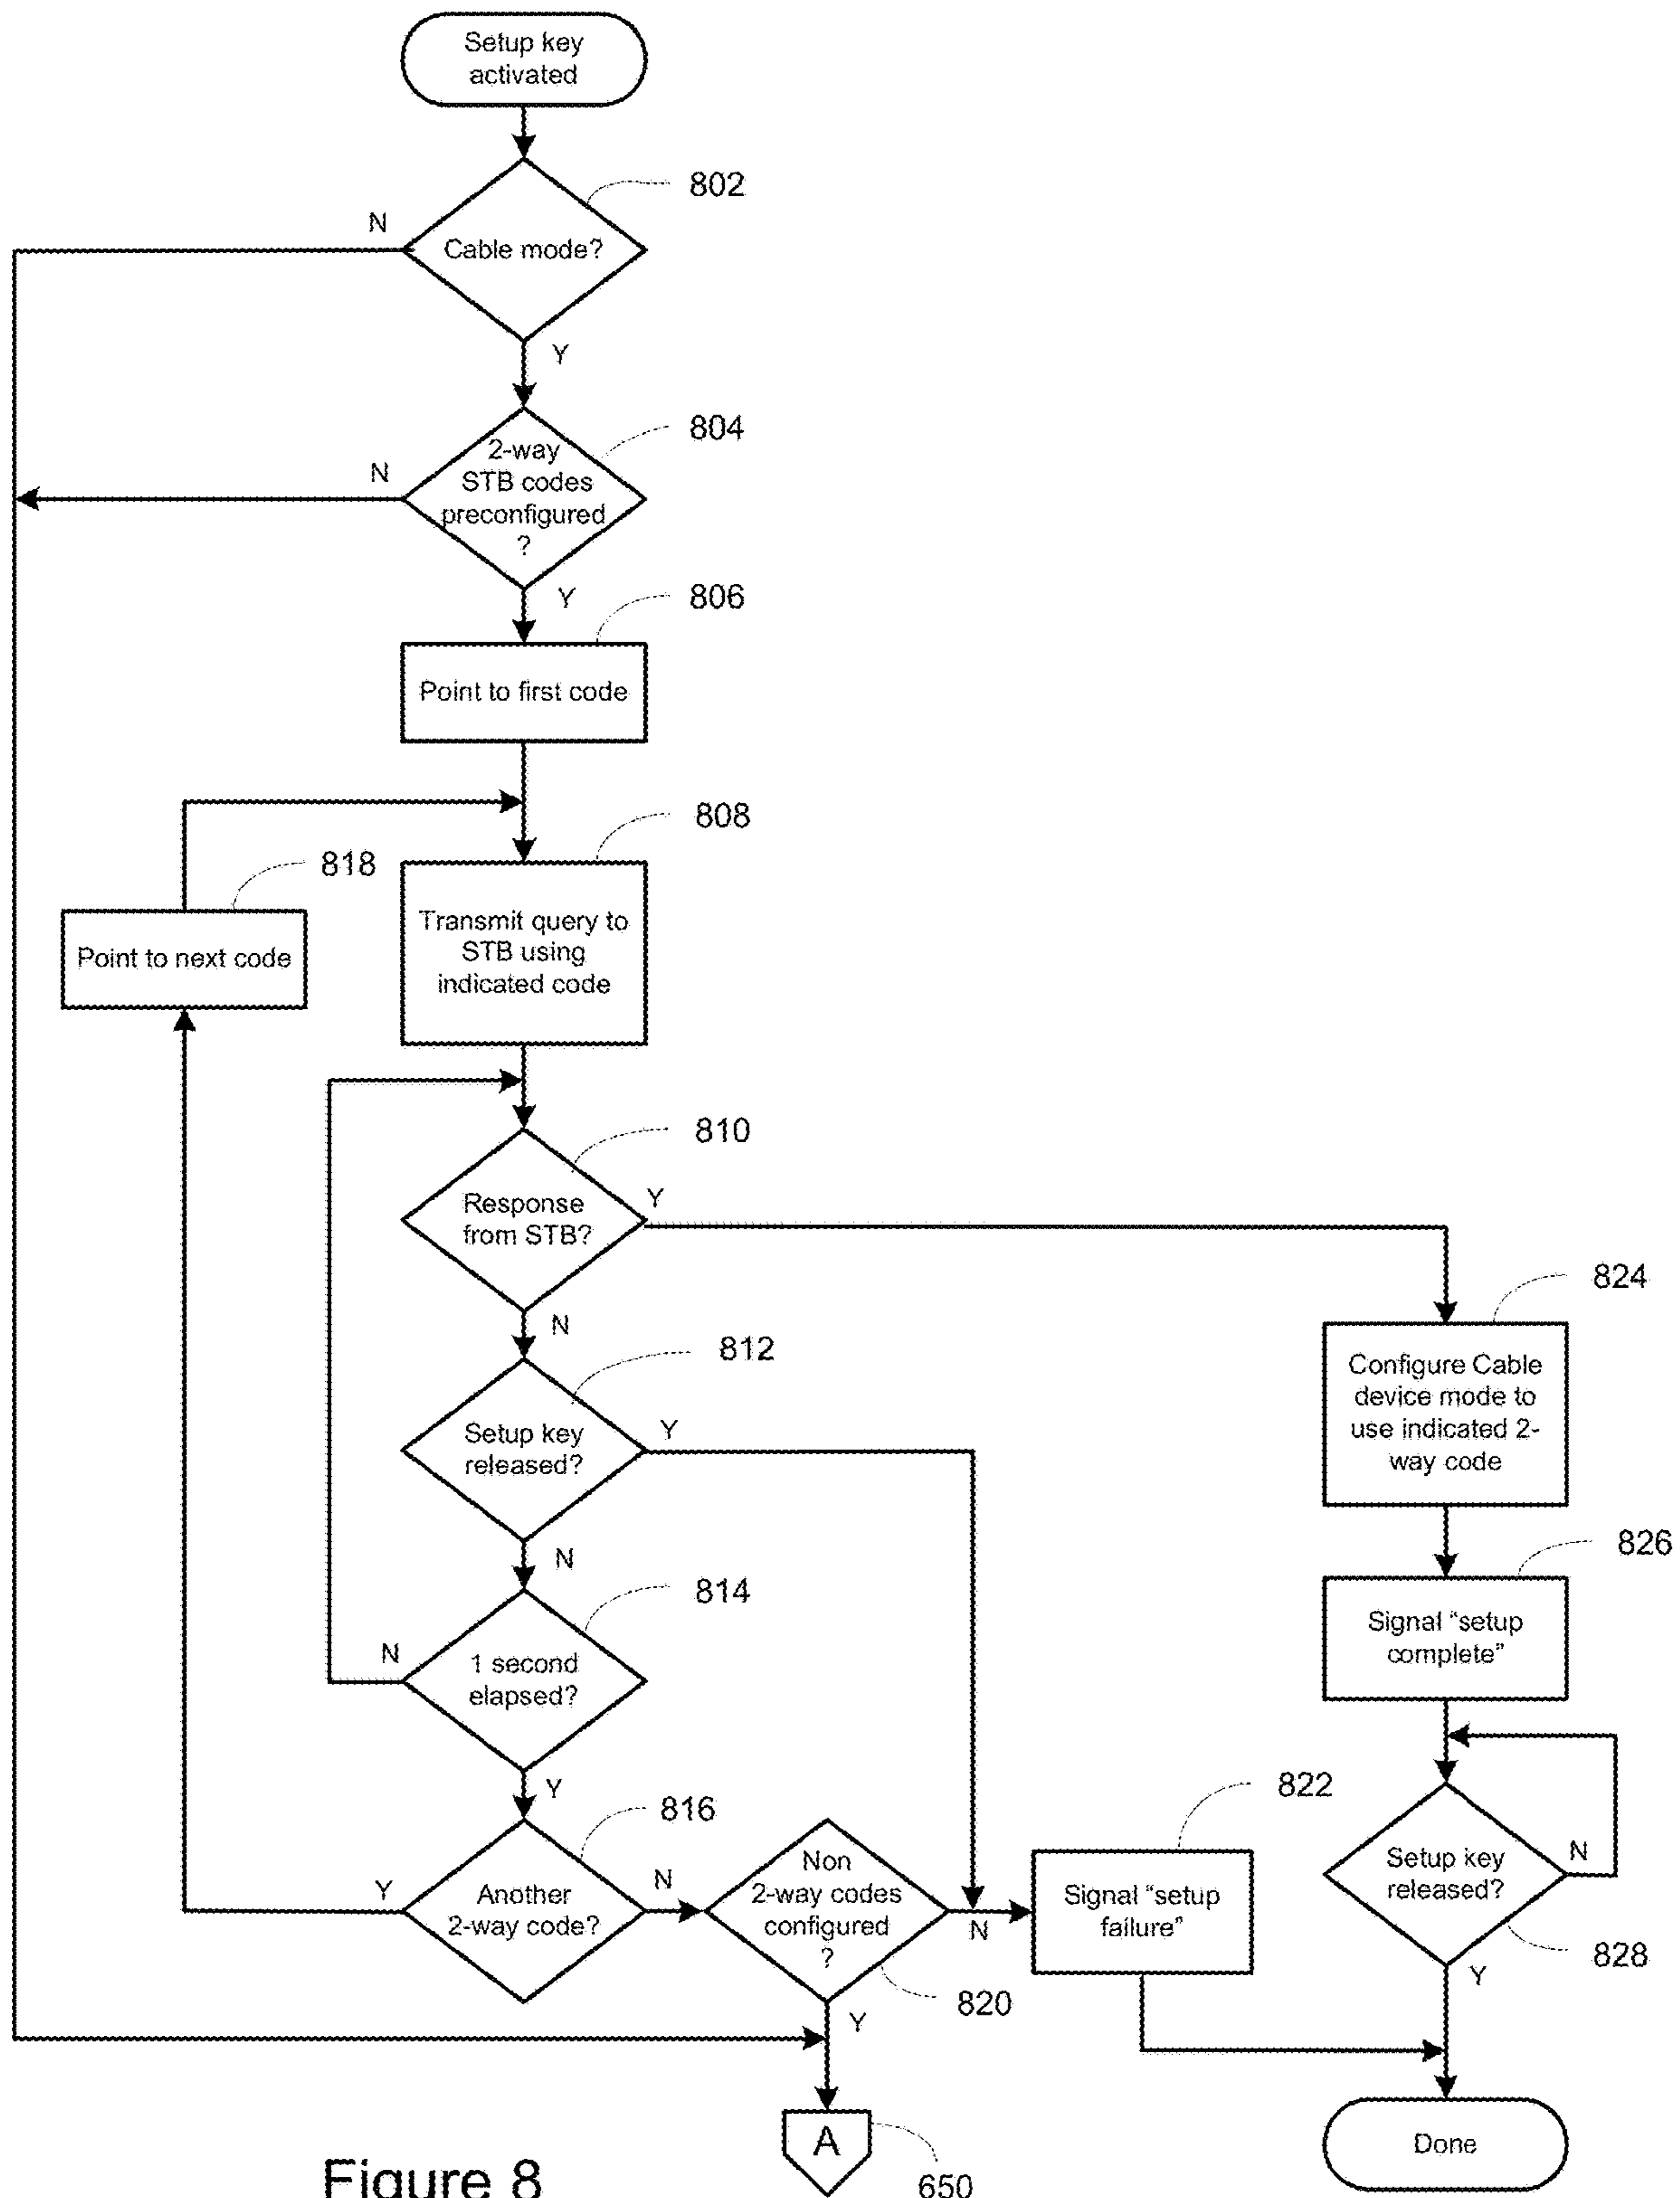 Setup key
activated
802
N
Cable mode?
Y
804
N
2-way
STB codes
preconfigured
?
Y
806
Point to first code
808
818
Transmit query to
STB using
indicated code
Point to next code
810
Y
Response
from STB?
824
N
812
Configure Cable
device mode to
use indicated 2-
way code
Y
Setup key
released?
826
N
814
Signal “setup
complete”
N
1 second
elapsed?
Y
822
816
Non
2-way codes
configured
?
N
Setup key
released?
N
Y
Another
2-way code?
Signal “setup
failure”
N
828
Y
820
Y
A
Done
Figure 8
650